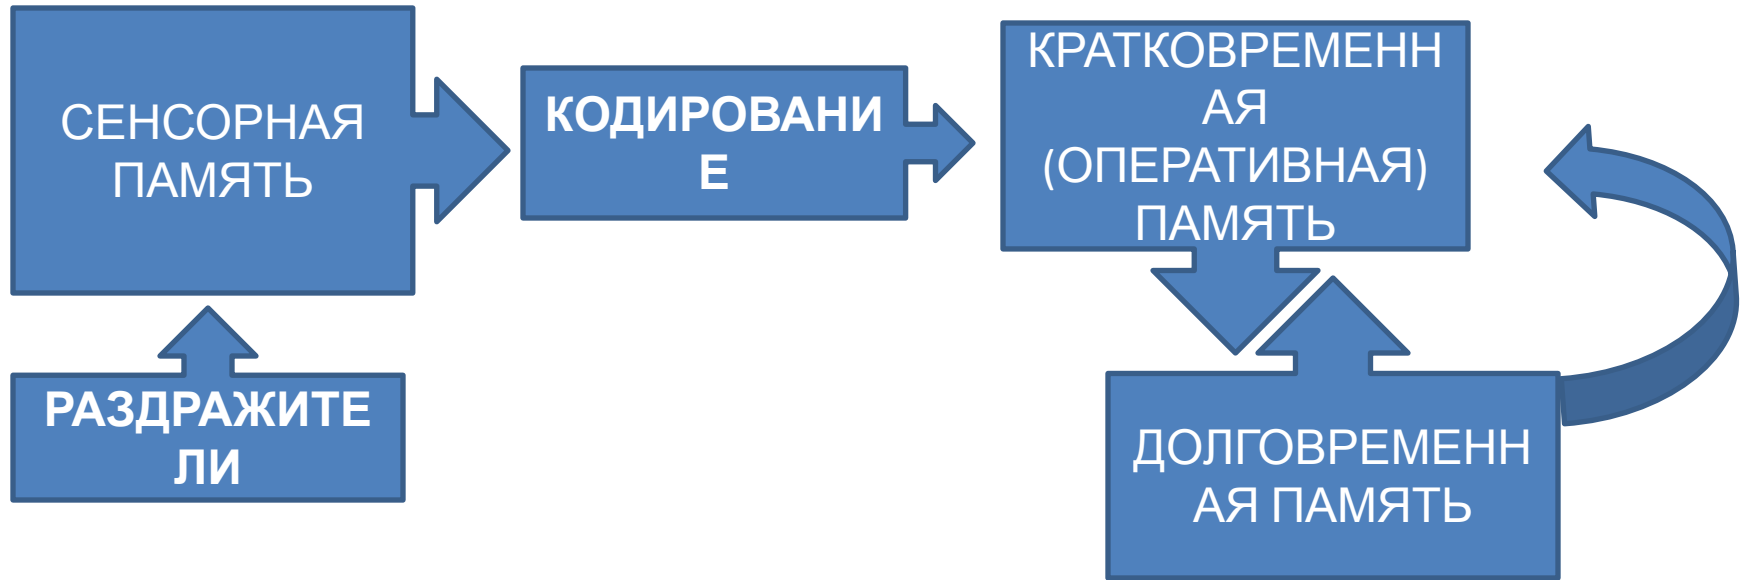 СЕНСОРНАЯ
ПАМЯТЬ
КОДИРОВАНИ
Е
КРАТКОВРЕМЕНН
АЯ
(ОПЕРАТИВНАЯ)
ПАМЯТЬ
РАЗДРАЖИТЕ
ЛИ
ДОЛГОВРЕМЕНН
АЯ ПАМЯТЬ